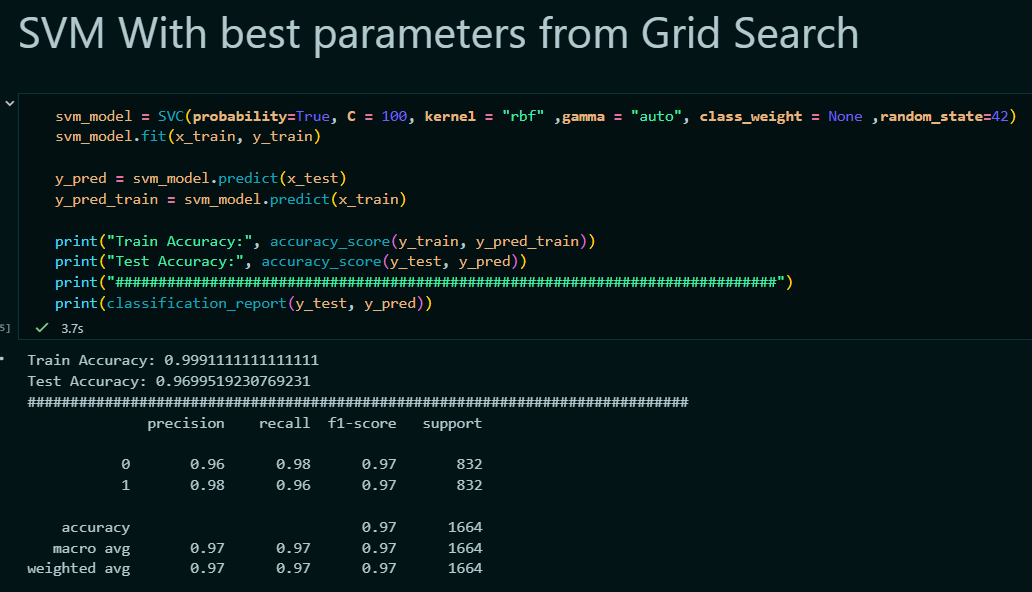 SVM With best parameters from Grid Search
svm_model = SVC(probability=True, C = 100, kernel = "rbf" ,gamma = "auto", class_weight = None ,random_state=42)
svm_model.fit(x_train, y_train)
y_pred = svm_model.predict(x_test)
y_pred_train = svm_model.predict(x_train)
print("Train Accuracy:", accuracy_score(y_train, y_pred_train))
print("Test Accuracy:", accuracy_score(y_test, y_pred))
print("#############################################################################")
print(classification_report(y_test, y_pred))
5] 3.7s
Train Accuracy: 0.9991111111111111
Test Accuracy: 0.9699519230769231
#############################################################################
precision recall f1-score support
0 0.96 0.98 0.97 832
1 0.98 0.96 0.97 832
accuracy 0.97 1664
macro avg 0.97 0.97 0.97 1664
weighted avg 0.97 0.97 0.97 1664